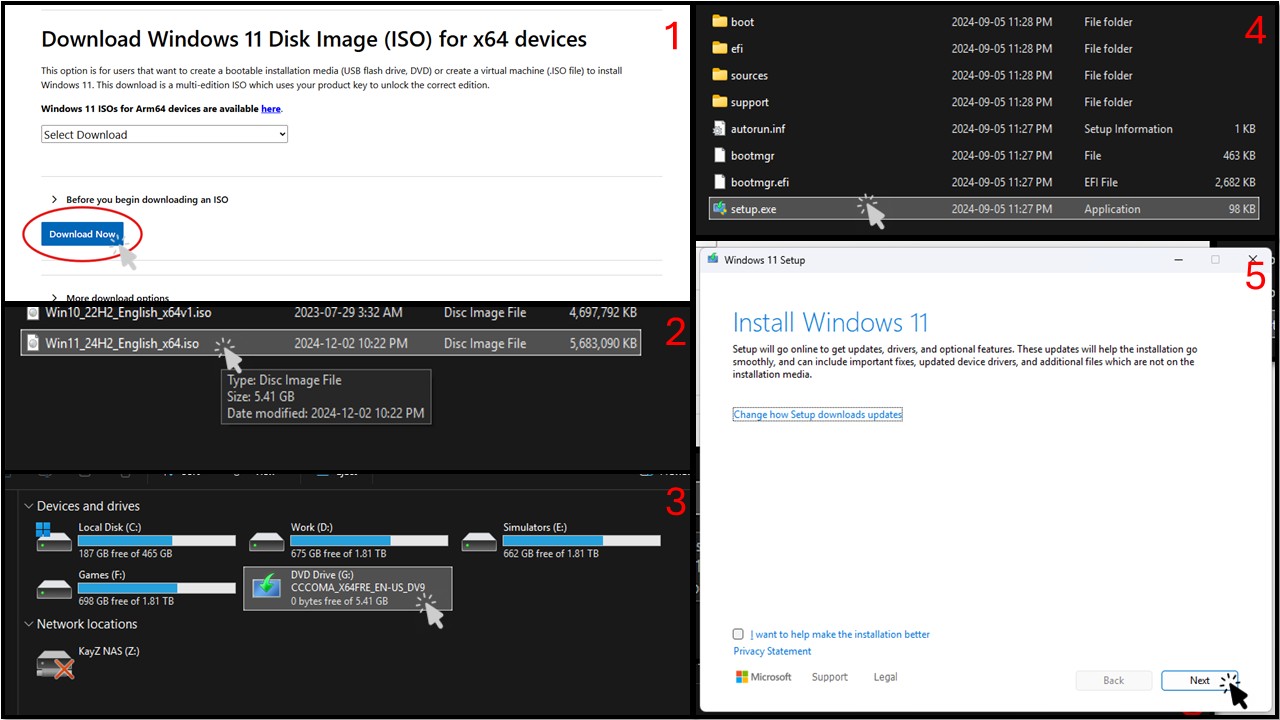 1
Download Windows 11 Disk Image (ISO) for x64 devices
This option is for users that want to create a bootable installation media (USB flash drive, DVD) or create a virtual machine (.ISO file) to install
Windows 11. This download is a multi-edition ISO which uses your product key to unlock the correct edition.
Windows 11 ISOs for Arm64 devices are available here.
Select Download
Before you begin downloading an ISO
Download Now
More download options
2
Win10_22H2_English_x64v1.iso 2023-07-29 3:32 AM Disc Image File 4,697,792 KB
Win11_24H2_English_x64.iso 2024-12-02 10:22 PM Disc Image File 5,683,090 KB
Type: Disc Image File
Size: 5.41 GB
Date modified: 2024-12-02 10:22 PM
3
Devices and drives
Local Disk (C:)
187 GB free of 465 GB
Work (D:)
675 GB free of 1.81 TB
Simulators (E:)
662 GB free of 1.81 TB
Games (F:)
698 GB free of 1.81 TB
DVD Drive (G:)
CCCOMA_X64FRE_EN-US_DV9
0 bytes free of 5.41 GB
Network locations
KayZ NAS (Z:)
4
boot 2024-09-05 11:28 PM File folder
efi 2024-09-05 11:28 PM File folder
sources 2024-09-05 11:28 PM File folder
support 2024-09-05 11:28 PM File folder
autorun.inf 2024-09-05 11:27 PM Setup Information 1 KB
bootmgr 2024-09-05 11:27 PM File 463 KB
bootmgr.efi 2024-09-05 11:27 PM EFI File 2,682 KB
setup.exe 2024-09-05 11:27 PM Application 98 KB
5
Windows 11 Setup
Install Windows 11
Setup will go online to get updates, drivers, and optional features. These updates will help the installation go
smoothly, and can include important fixes, updated device drivers, and additional files which are not on the
installation media.
Change how Setup downloads updates
I want to help make the installation better
Privacy Statement
Microsoft Support Legal
Back Next